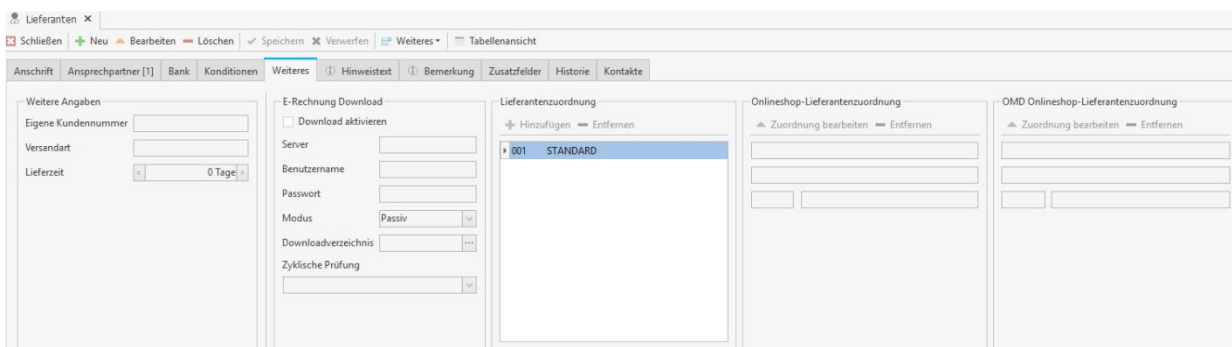 Lieferanten
Schließen Neu Bearbeiten Löschen Speichern Verwerfen Weiteres Tabellenansicht
Anschrift Ansprechpartner [1] Bank Konditionen Weiteres Hinweistext Bemerkung Zusatzfelder Historie Kontakte
Weitere Angaben
Eigene Kundennummer
Versandart
Lieferzeit 0 Tage
E-Rechnung Download
Download aktivieren
Server
Benutzername
Passwort
Modus Passiv
Downloadverzeichnis ...
Zyklische Prüfung
Lieferantenzuordnung
Hinzufügen Entfernen
001 STANDARD
Onlineshop-Lieferantenzuordnung
Zuordnung bearbeiten Entfernen
OMD Onlineshop-Lieferantenzuordnung
Zuordnung bearbeiten Entfernen